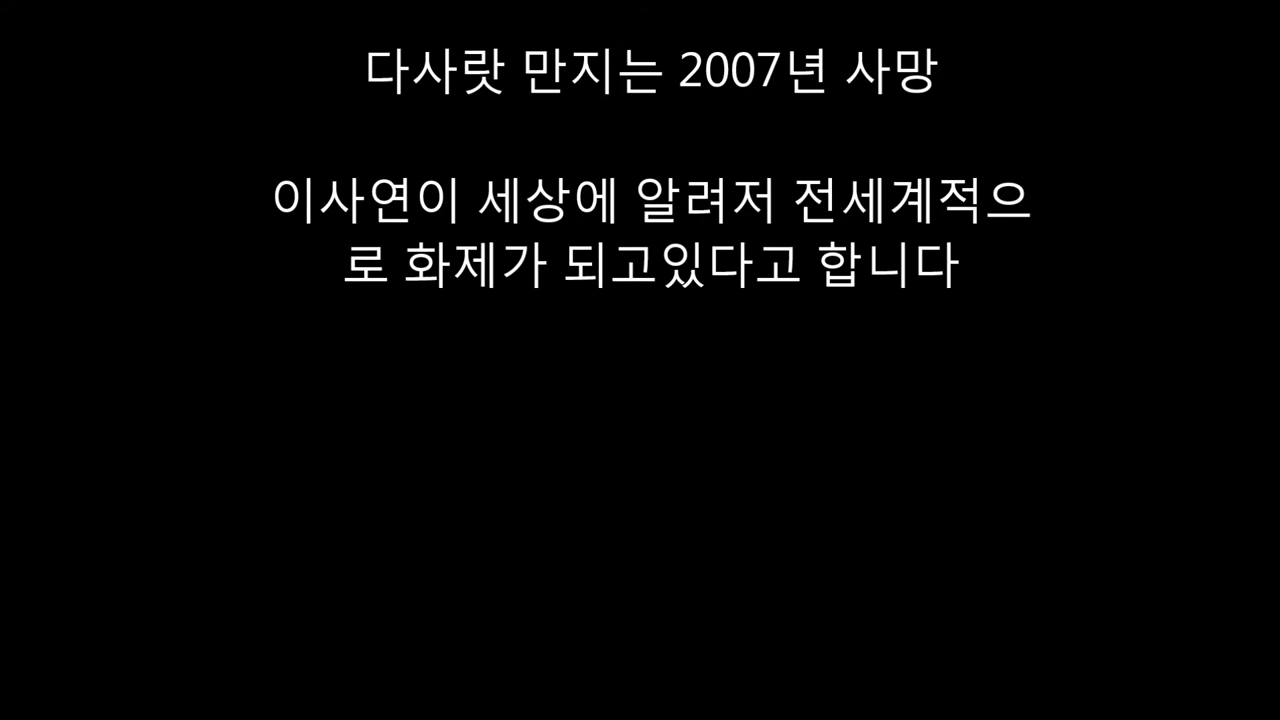 다사랏 만지는 2007년 사망
이사연이 세상에 알려저 전세계적으
로 화제가 되고있다고 합니다